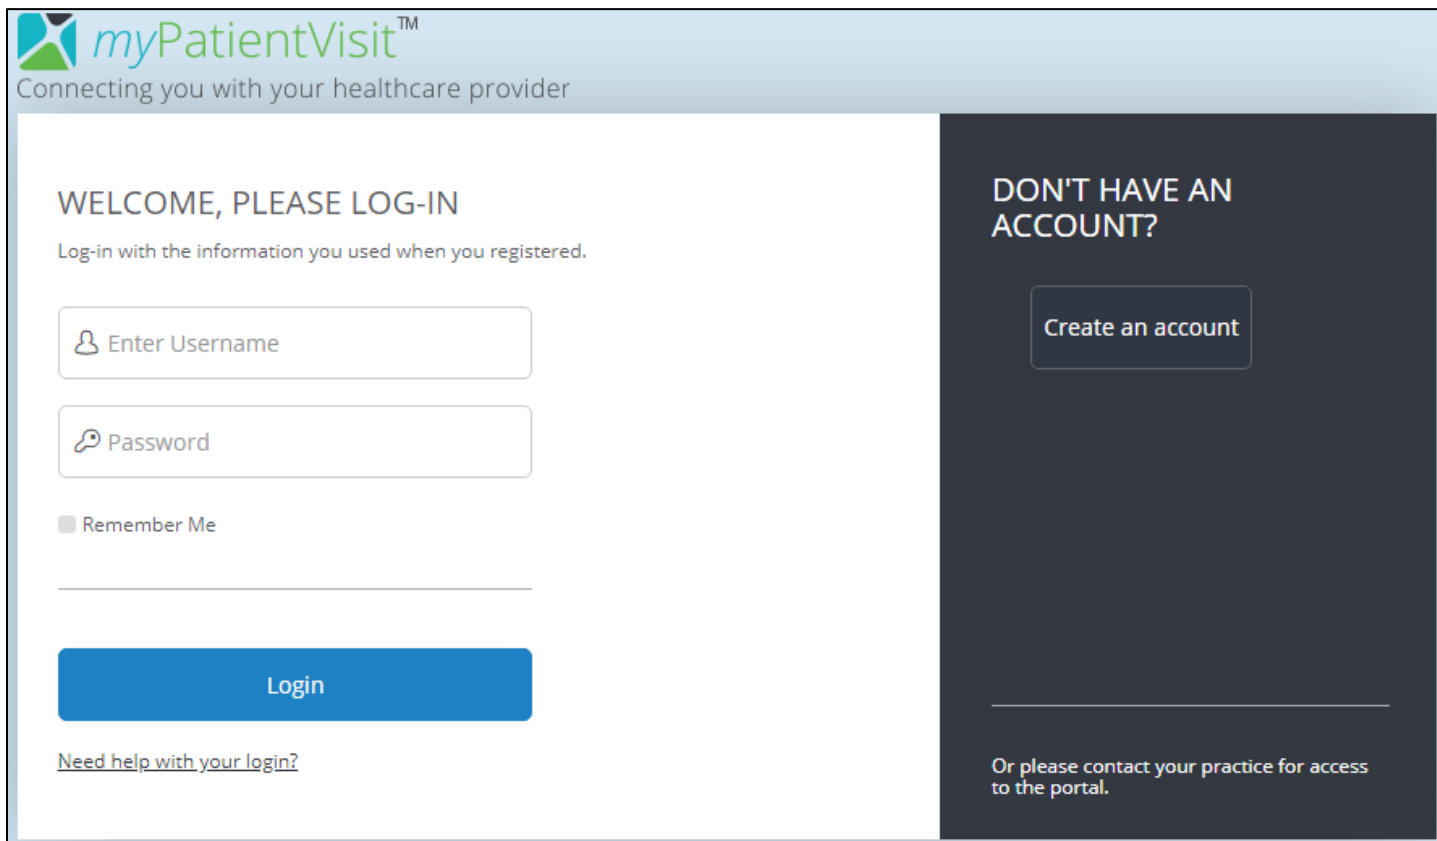 myPatientVisit™
Connecting you with your healthcare provider
WELCOME, PLEASE LOG-IN
Log-in with the information you used when you registered.
Enter Username
Password
Remember Me
Login
Need help with your login?
DON'T HAVE AN
ACCOUNT?
Create an account
Or please contact your practice for access
to the portal.